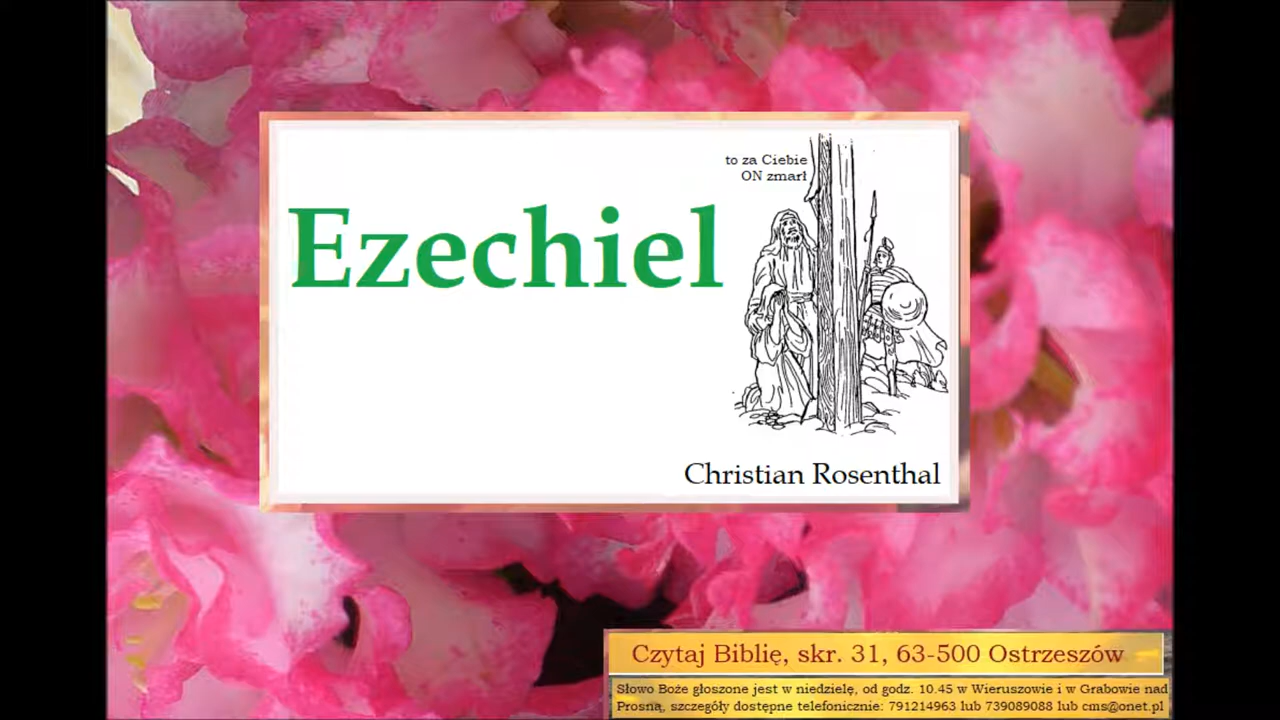 to za Ciebie
ON zmarł
Ezechiel
Christian Rosenthal
Czytaj Biblię, skr. 31, 63-500 Ostrzeszów
Słowo Boże głoszone jest w niedzielę, od godz. 10.45 w Wieruszowie i w Grabowie nad
Prosną, szczegóły dostępne telefonicznie: 791214963 lub 739089088 lub cms@onet.pl